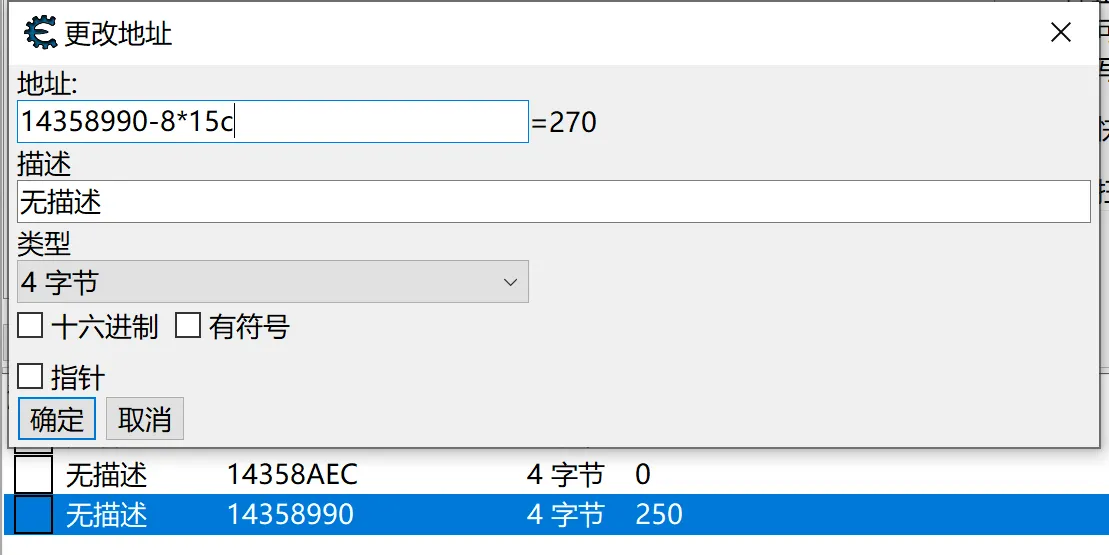 更改地址
地址:
14358990-8*15c =270
描述
无描述
类型
4 字节
十六进制 有符号
指针
确定 取消
无描述 14358AEC 4 字节 0
无描述 14358990 4 字节 250